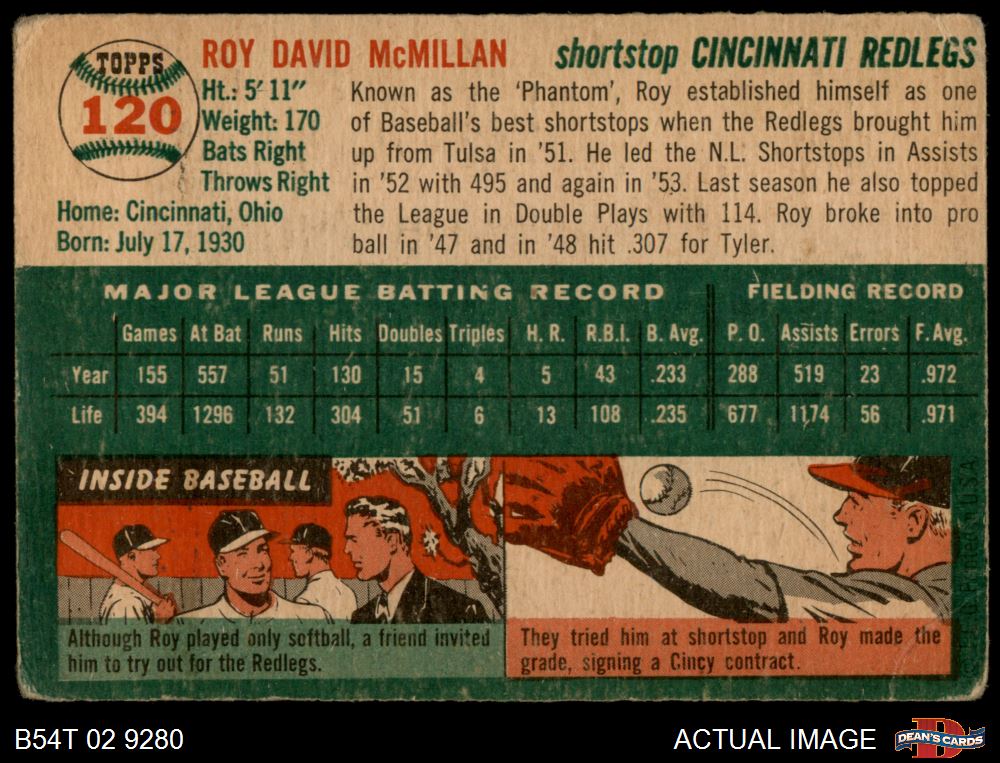 TOPPS
120
ROY DAVID McMILLAN
shortstop CINCINNATI REDLEGS
Ht.: 5' 11"
Weight: 170
Bats Right
Throws Right
Home: Cincinnati, Ohio
Born: July 17, 1930
Known as the 'Phantom', Roy established himself as one
of Baseball's best shortstops when the Redlegs brought him
up from Tulsa in '51. He led the N.L. Shortstops in Assists
in '52 with 495 and again in '53. Last season he also topped
the League in Double Plays with 114. Roy broke into pro
ball in '47 and in '48 hit .307 for Tyler.
MAJOR LEAGUE BATTING RECORD FIELDING RECORD
Games At Bat Runs Hits Doubles Triples H. R. R.B.I. B. Avg. P. O. Assists Errors F. Avg.
Year 155 557 51 130 15 4 5 43 .233 288 519 23 .972
Life 394 1296 132 304 51 6 13 108 .235 677 1174 56 .971
INSIDE BASEBALL
Although Roy played only softball, a friend invited
him to try out for the Redlegs.
They tried him at shortstop and Roy made the
grade, signing a Cincy contract.
Printed in U.S.A.
B54T 02 9280
ACTUAL IMAGE
DEAN'S CARDS